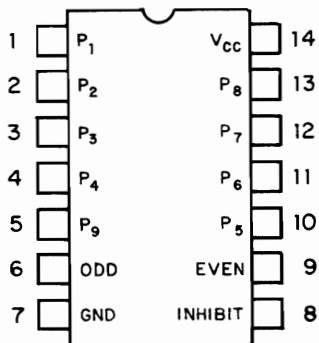 1 P1 VCC 14
2 P2 P8 13
3 P3 P7 12
4 P4 P6 11
5 P9 P5 10
6 ODD EVEN 9
7 GND INHIBIT 8